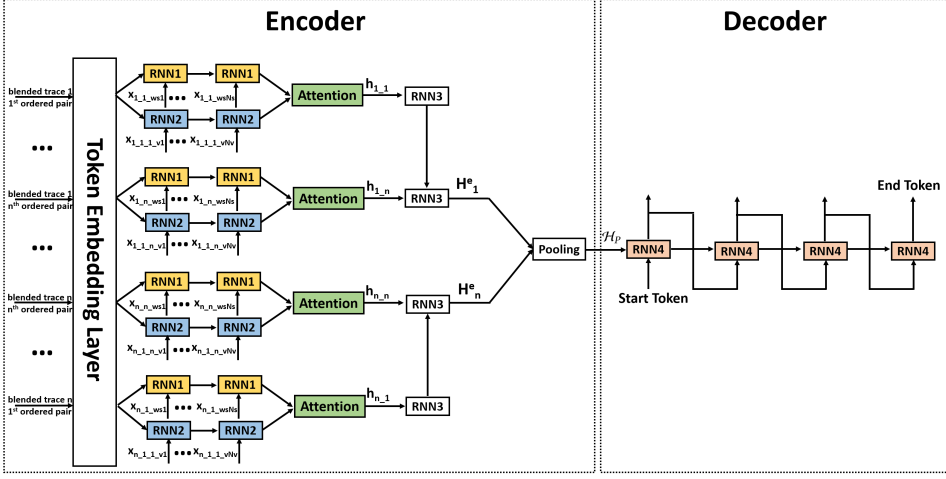 Encoder
Decoder
blended trace 1
1st ordered pair
...
blended trace 1
nth ordered pair
...
blended trace n
nth ordered pair
...
blended trace n
1st ordered pair
Token Embedding Layer
RNN1 RNN1
x1_1_ws1 ... x1_1_wsNs
RNN2 RNN2
x1_1_1_v1 ... x1_1_1_vNv
Attention
h1_1
RNN3
RNN1 RNN1
x1_n_ws1 ... x1_n_wsNs
RNN2 RNN2
x1_1_n_v1 ... x1_1_n_vNv
Attention
h1_n
RNN3
He1
RNN1 RNN1
xn_n_ws1 ... xn_n_wsNs
RNN2 RNN2
xn_1_n_v1 ... xn_1_n_vNv
Attention
hn_n
RNN3
Hen
RNN1 RNN1
xn_1_ws1 ... xn_1_wsNs
RNN2 RNN2
xn_1_1_v1 ... xn_1_1_vNv
Attention
hn_1
RNN3
Pooling
ℋP
RNN4 RNN4 RNN4 RNN4
Start Token
End Token